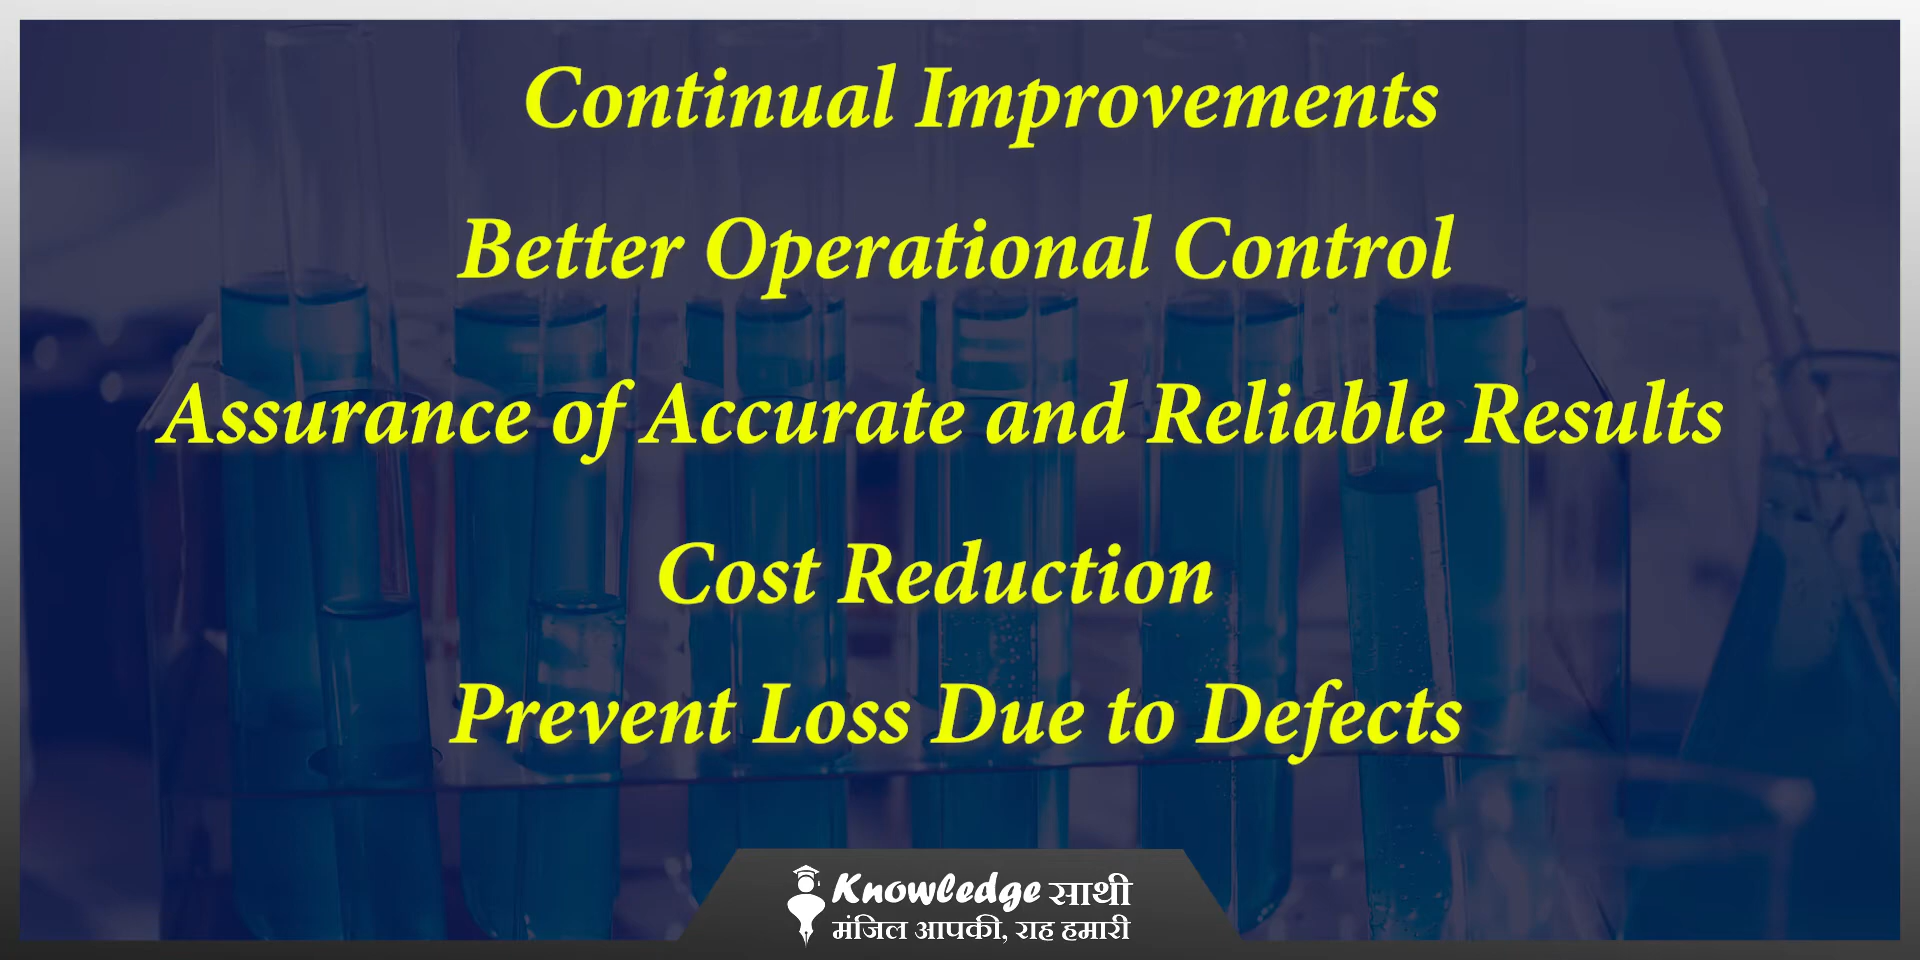 Continual Improvements
Better Operational Control
Assurance of Accurate and Reliable Results
Cost Reduction
Prevent Loss Due to Defects
Knowledge साथी
मंजिल आपकी, राह हमारी